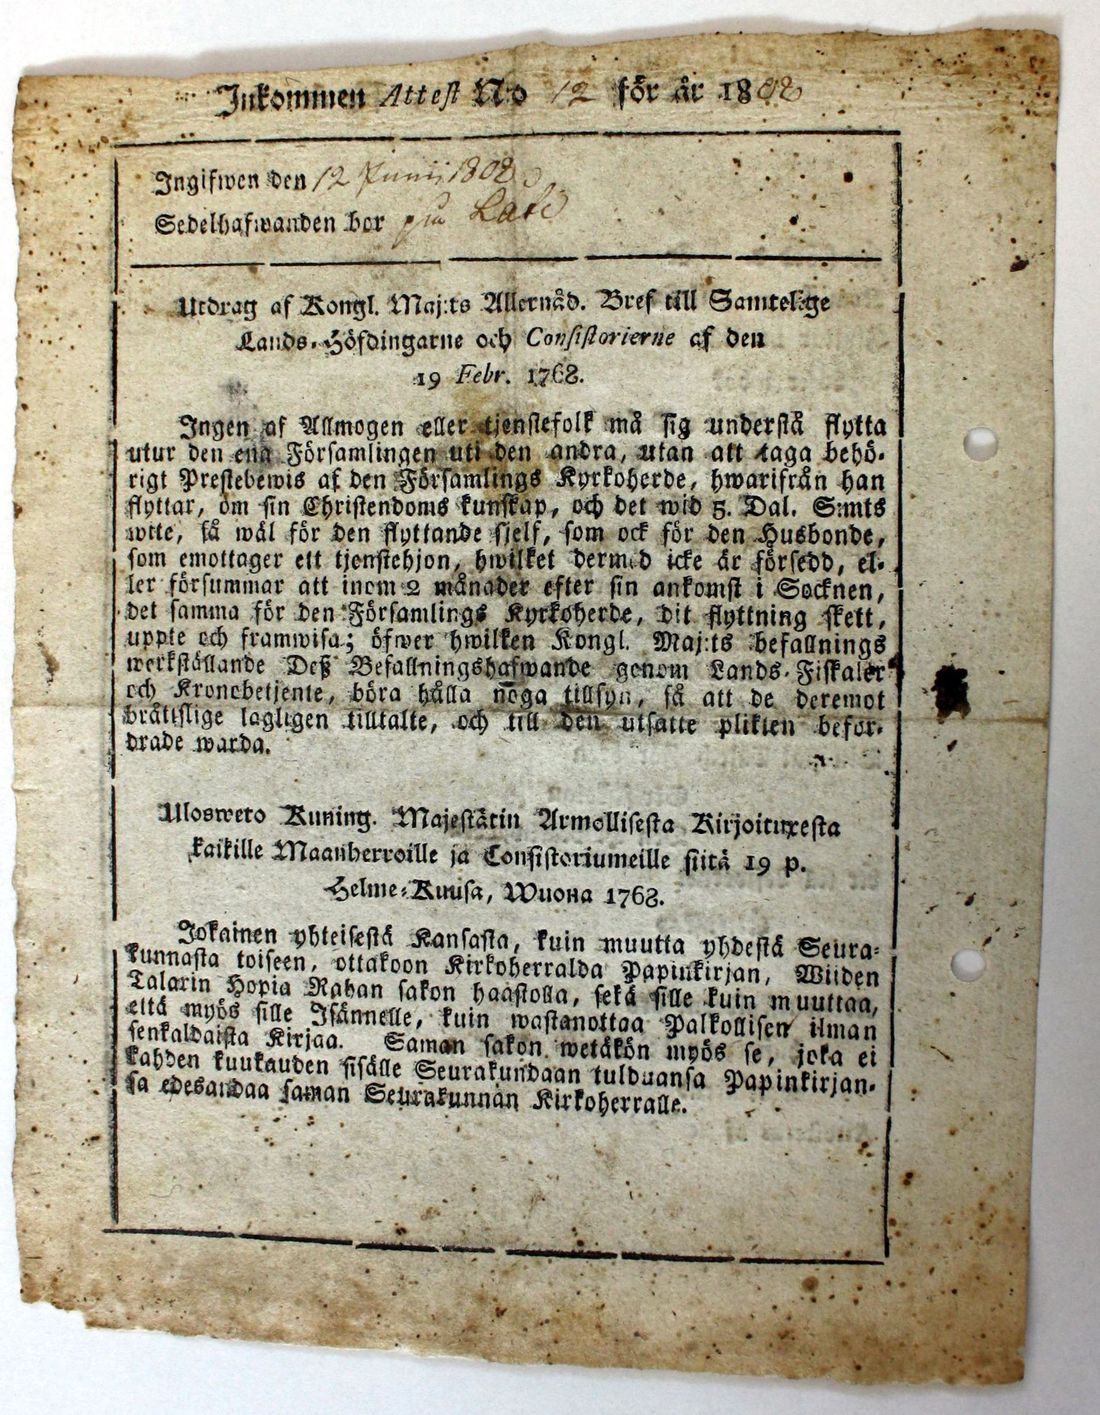 Inkommen Attest No 12 för år 1808
Ingifwen den 12 Junii 1808
Sedelhafwanden bor
Utdrag af Kongl. Maj:ts Allernåd. Bref till Samtelige
Lands-Höfdingarne och Consistorierne af den
19 Febr. 1768.
Ingen af Allmogen eller tjenstefolk må sig understå flytta
utur den ena Församlingen uti den andra, utan att taga behö-
rigt Prestebewis af den Församlings Kyrkoherde, hwarifrån han
flyttar, om sin Christendoms kunskap, och det wid 5. Dal. S:mts
wite, så wäl för den flyttande sjelf, som ock för den Husbonde,
som emottager ett tjenstehjon, hwilket dermed icke är försedd, el-
ler försummar att inom 2 månader efter sin ankomst i Socknen,
det samma för den Församlings Kyrkoherde, dit flyttning skett,
uppte och framwisa; öfwer hwilken Kongl. Maj:ts befallnings
werkställande Deß Befallningshafwande genom Lands-Fiskaler
och Kronobetjente, böra hålla noga tillsyn, så att de deremot
bråttslige lagligen tilltalte, och till den utsatte plikten befor-
drade warda.
Ulosweto Kuning. Majestätin Armollisesta Kirjoituxesta
kaikille Maanherroille ja Consistoriumeille siitä 19 p.
Helme-Kuusa, Wuona 1768.
Jokainen yhteisestä Kansasta, kuin muutta yhdestä Seura-
kunnasta toiseen, ottakoon Kirkoherralda Papinkirjan, Wiiden
Talarin Hopia Rahan sakon haastolla, sekä sille kuin muuttaa,
että myös sille Isännelle, kuin wastanottaa Palkollisen ilman
senkaldaista Kirjaa. Saman sakon wetäkön myös se, joka ei
kahden kuukauden sisälle Seurakundaan tulduansa Papinkirjan-
sa edesandaa saman Seurakunnan Kirkoherralle.